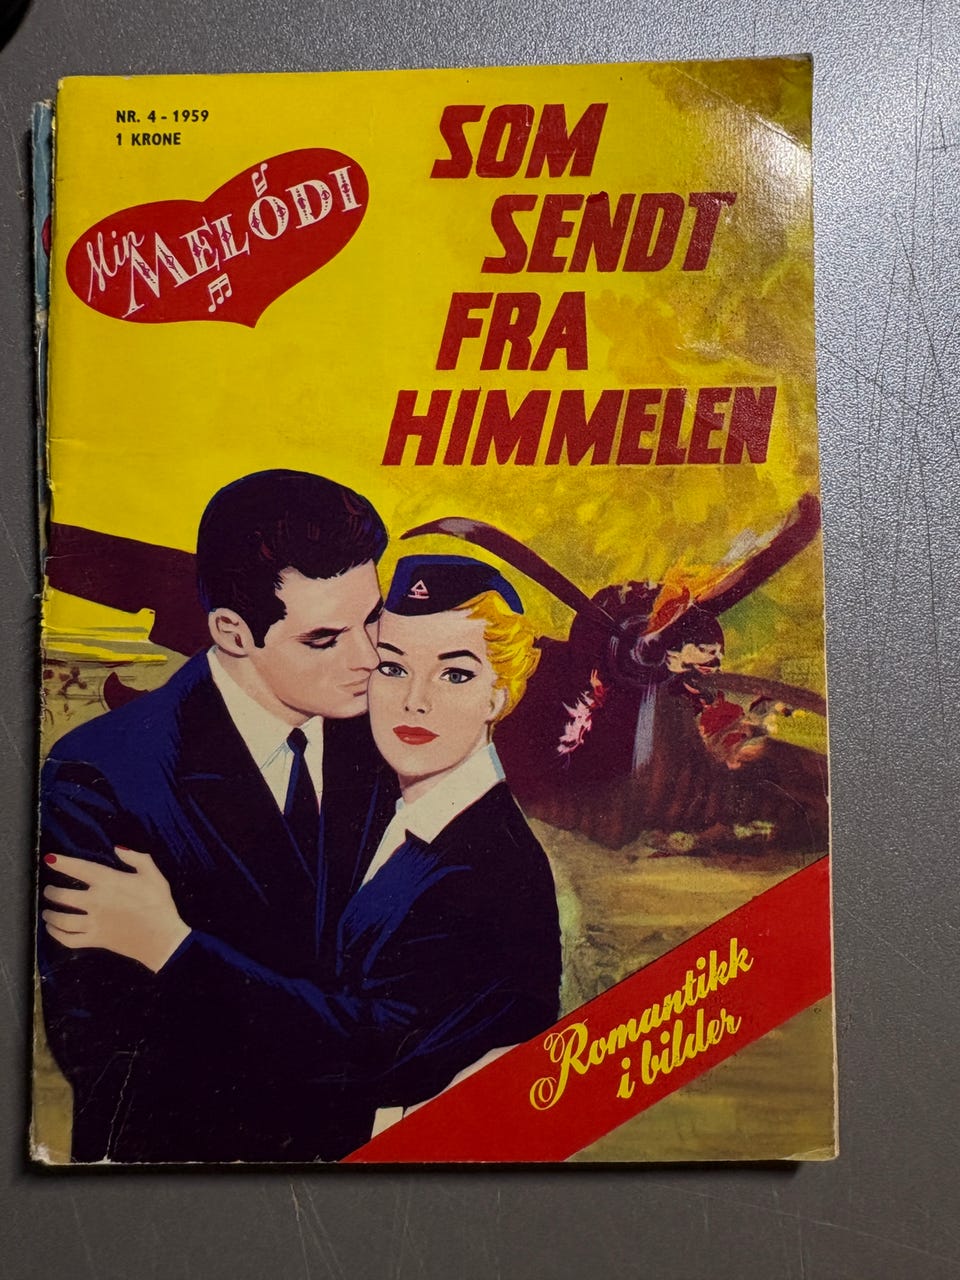 NR. 4 - 1959
1 KRONE
Min
MELODI
SOM
SENDT
FRA
HIMMELEN
Romantikk
i bilder